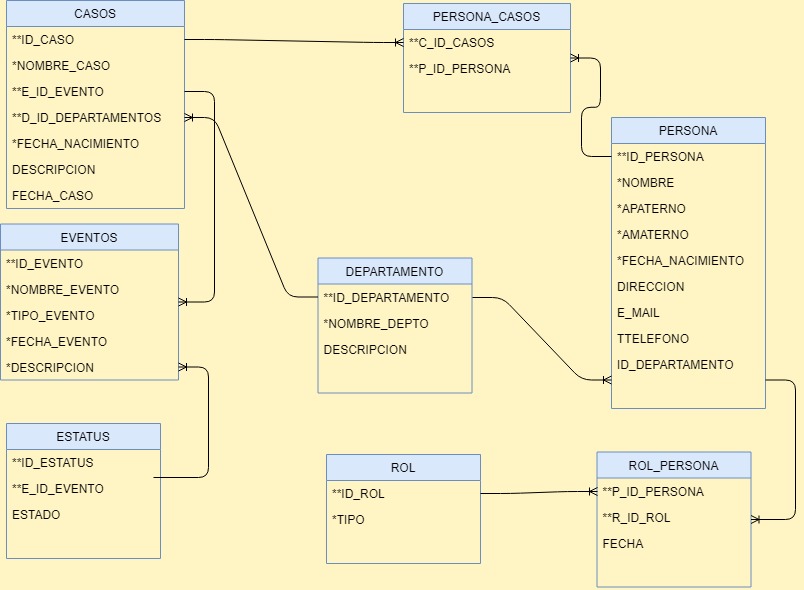 CASOS
**ID_CASO
*NOMBRE_CASO
**E_ID_EVENTO
**D_ID_DEPARTAMENTOS
*FECHA_NACIMIENTO
DESCRIPCION
FECHA_CASO
PERSONA_CASOS
**C_ID_CASOS
**P_ID_PERSONA
PERSONA
**ID_PERSONA
*NOMBRE
*APATERNO
*AMATERNO
*FECHA_NACIMIENTO
DIRECCION
E_MAIL
TTELEFONO
ID_DEPARTAMENTO
EVENTOS
**ID_EVENTO
*NOMBRE_EVENTO
*TIPO_EVENTO
*FECHA_EVENTO
*DESCRIPCION
DEPARTAMENTO
**ID_DEPARTAMENTO
*NOMBRE_DEPTO
DESCRIPCION
ESTATUS
**ID_ESTATUS
**E_ID_EVENTO
ESTADO
ROL
**ID_ROL
*TIPO
ROL_PERSONA
**P_ID_PERSONA
**R_ID_ROL
FECHA